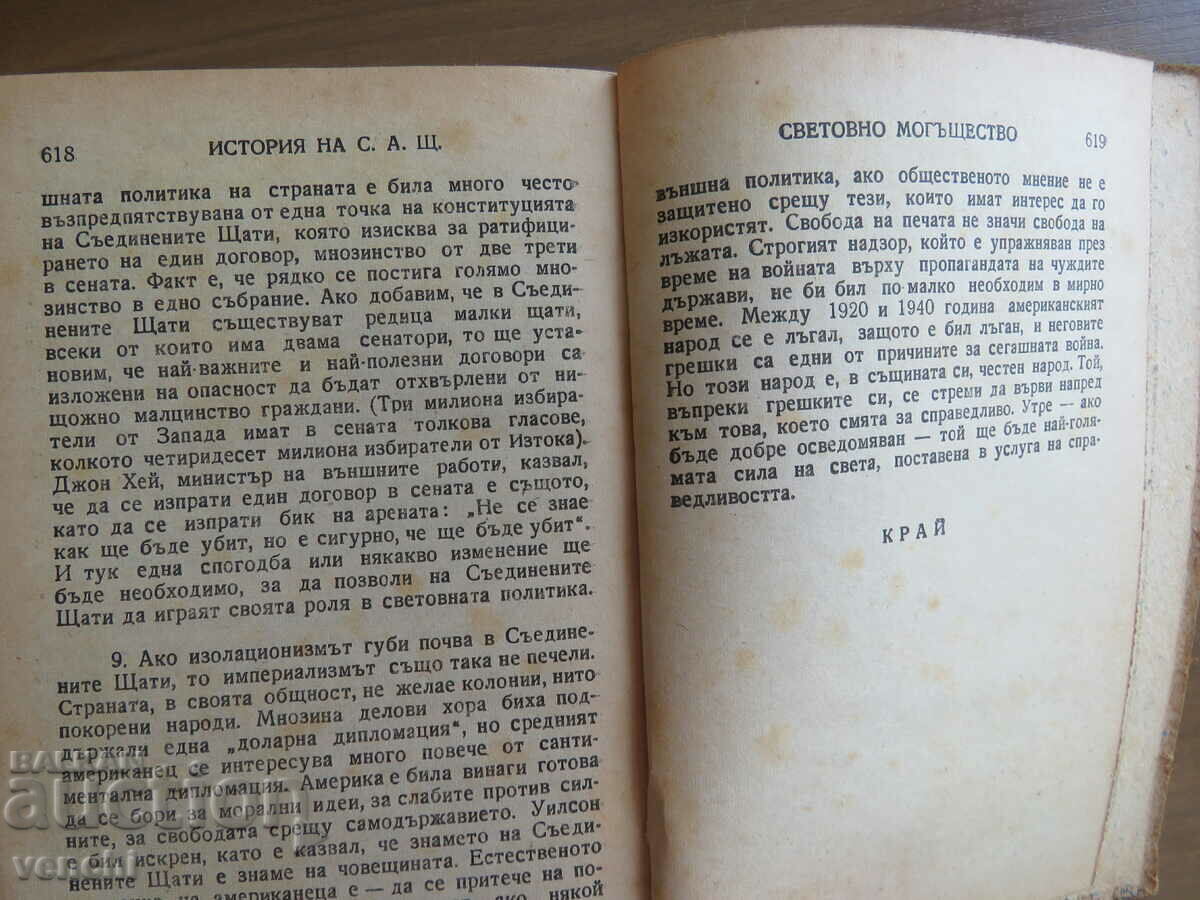 618 ИСТОРИЯ НА С. А. Щ.
шната политика на страната е била много често
възпредпятствувана от една точка на конституцията
на Съединените Щати, която изисква за ратифици-
рането на един договор, мнозинство от две трети
в сената. Факт е, че рядко се постига голямо мно-
зинство в едно събрание. Ако добавим, че в Съеди-
нените Щати съществуват редица малки щати,
всеки от които има двама сенатори, то ще уста-
новим, че най-важните и най-полезни договори са
изложени на опасност да бъдат отхвърлени от ни-
щожно малцинство граждани. (Три милиона избира-
тели от Запада имат в сената толкова гласове,
колкото четиридесет милиона избиратели от Изтока).
Джон Хей, министър на външните работи, казвал,
че да се изпрати един договор в сената е същото,
като да се изпрати бик на арената: „Не се знае
как ще бъде убит, но е сигурно, че ще бъде убит“.
И тук една спогодба или някакво изменение ще
бъде необходимо, за да позволи на Съединените
Щати да играят своята роля в световната политика.
9. Ако изолационизмът губи почва в Съедине-
ните Щати, то империализмът също така не печели.
Страната, в своята общност, не желае колонии, нито
покорени народи. Мнозина делови хора биха под-
държали една „доларна дипломация“, но средният
американец се интересува много повече от санти-
ментална дипломация. Америка е била винаги готова
да се бори за морални идеи, за слабите против сил-
ните, за свободата срещу самодържавието. Уилсон
е бил искрен, като е казвал, че знамето на Съеди-
нените Щати е знаме на човещината. Естественото
на американеца е — да се притече на по-
ако някой
СВЕТОВНО МОГЪЩЕСТВО 619
външна политика, ако общественото мнение не е
защитено срещу тези, които имат интерес да го
изкористят. Свобода на печата не значи свобода на
лъжата. Строгият надзор, който е упражняван през
време на войната върху пропагандата на чуждите
държави, не би бил по-малко необходим в мирно
време. Между 1920 и 1940 година американският
народ се е лъгал, защото е бил лъган, и неговите
грешки са едни от причините за сегашната война.
Но този народ е, в същината си, честен народ. Той,
въпреки грешките си, се стреми да върви напред
към това, което смята за справедливо. Утре — ако
бъде добре осведомяван — той ще бъде най-голя-
мата сила на света, поставена в услуга на спра-
ведливостта.
КРАЙ
BALKAN
auction
venchi